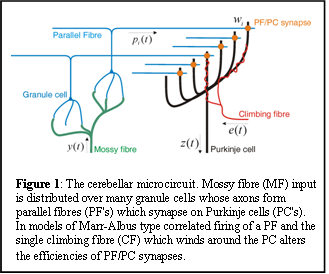 wᵢ
PF/PC synapse
Parallel Fibre
pᵢ(t)
Granule cell
Climbing fibre
e(t)
y(t)
Mossy fibre
z(t)
Purkinje cell
Figure 1: The cerebellar microcircuit. Mossy fibre (MF) input
is distributed over many granule cells whose axons form
parallel fibres (PF's) which synapse on Purkinje cells (PC's).
In models of Marr-Albus type correlated firing of a PF and the
single climbing fibre (CF) which winds around the PC alters
the efficiencies of PF/PC synapses.